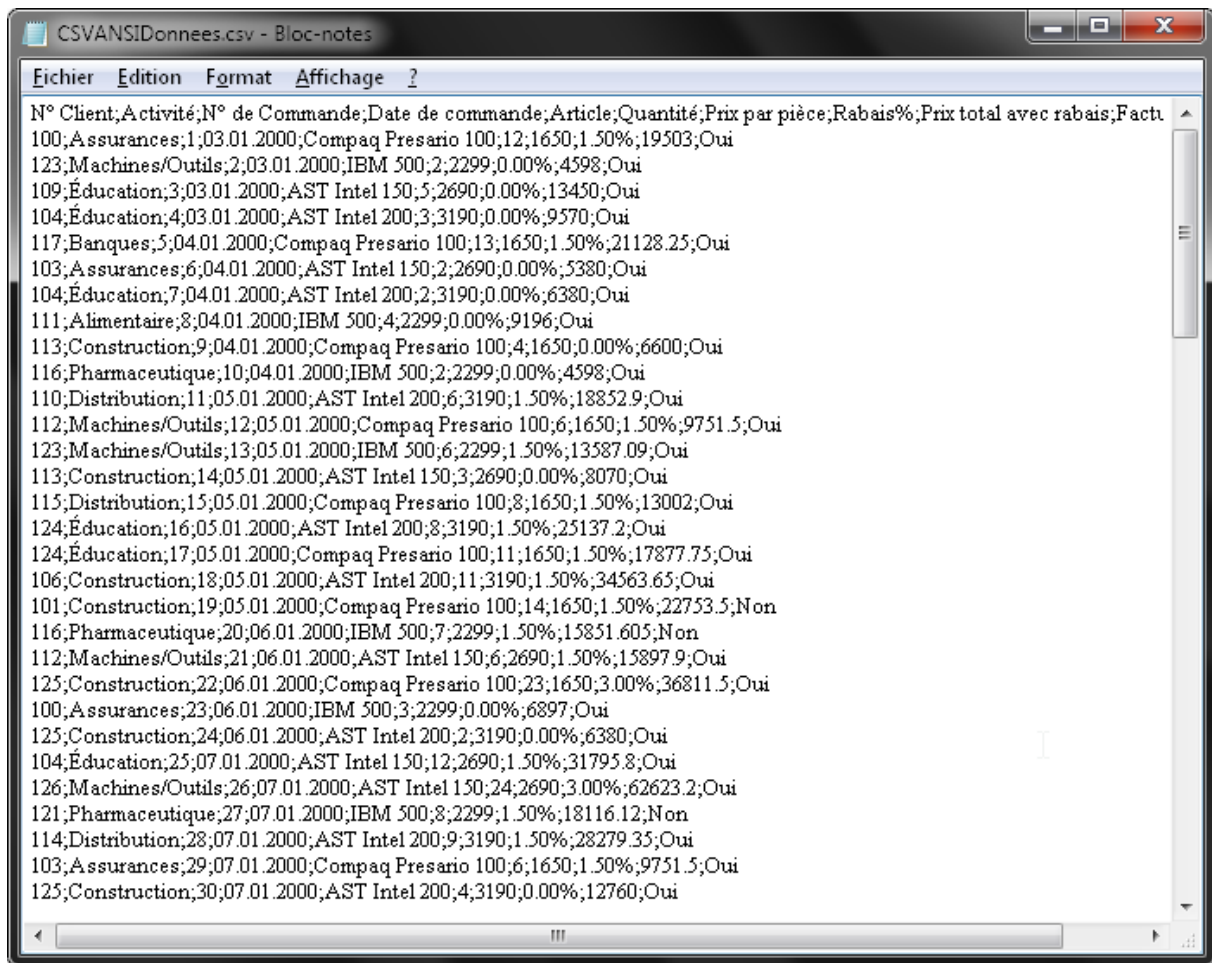 CSVANSIDonnees.csv - Bloc-notes
Fichier Edition Format Affichage ?
N° Client;Activité;N° de Commande;Date de commande;Article;Quantité;Prix par pièce;Rabais%;Prix total avec rabais;Factu
100;Assurances;1;03.01.2000;Compaq Presario 100;12;1650;1.50%;19503;Oui
123;Machines/Outils;2;03.01.2000;IBM 500;2;2299;0.00%;4598;Oui
109;Éducation;3;03.01.2000;AST Intel 150;5;2690;0.00%;13450;Oui
104;Éducation;4;03.01.2000;AST Intel 200;3;3190;0.00%;9570;Oui
117;Banques;5;04.01.2000;Compaq Presario 100;13;1650;1.50%;21128.25;Oui
103;Assurances;6;04.01.2000;AST Intel 150;2;2690;0.00%;5380;Oui
104;Éducation;7;04.01.2000;AST Intel 200;2;3190;0.00%;6380;Oui
111;Alimentaire;8;04.01.2000;IBM 500;4;2299;0.00%;9196;Oui
113;Construction;9;04.01.2000;Compaq Presario 100;4;1650;0.00%;6600;Oui
116;Pharmaceutique;10;04.01.2000;IBM 500;2;2299;0.00%;4598;Oui
110;Distribution;11;05.01.2000;AST Intel 200;6;3190;1.50%;18852.9;Oui
112;Machines/Outils;12;05.01.2000;Compaq Presario 100;6;1650;1.50%;9751.5;Oui
123;Machines/Outils;13;05.01.2000;IBM 500;6;2299;1.50%;13587.09;Oui
113;Construction;14;05.01.2000;AST Intel 150;3;2690;0.00%;8070;Oui
115;Distribution;15;05.01.2000;Compaq Presario 100;8;1650;1.50%;13002;Oui
124;Éducation;16;05.01.2000;AST Intel 200;8;3190;1.50%;25137.2;Oui
124;Éducation;17;05.01.2000;Compaq Presario 100;11;1650;1.50%;17877.75;Oui
106;Construction;18;05.01.2000;AST Intel 200;11;3190;1.50%;34563.65;Oui
101;Construction;19;05.01.2000;Compaq Presario 100;14;1650;1.50%;22753.5;Non
116;Pharmaceutique;20;06.01.2000;IBM 500;7;2299;1.50%;15851.605;Non
112;Machines/Outils;21;06.01.2000;AST Intel 150;6;2690;1.50%;15897.9;Oui
125;Construction;22;06.01.2000;Compaq Presario 100;23;1650;3.00%;36811.5;Oui
100;Assurances;23;06.01.2000;IBM 500;3;2299;0.00%;6897;Oui
125;Construction;24;06.01.2000;AST Intel 200;2;3190;0.00%;6380;Oui
104;Éducation;25;07.01.2000;AST Intel 150;12;2690;1.50%;31795.8;Oui
126;Machines/Outils;26;07.01.2000;AST Intel 150;24;2690;3.00%;62623.2;Oui
121;Pharmaceutique;27;07.01.2000;IBM 500;8;2299;1.50%;18116.12;Non
114;Distribution;28;07.01.2000;AST Intel 200;9;3190;1.50%;28279.35;Oui
103;Assurances;29;07.01.2000;Compaq Presario 100;6;1650;1.50%;9751.5;Oui
125;Construction;30;07.01.2000;AST Intel 200;4;3190;0.00%;12760;Oui